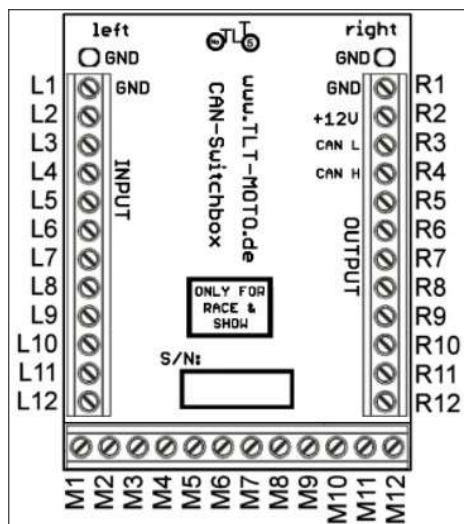 left
right
No TLT 5
GND
GND
L1
GND
GND
R1
L2
+12V
R2
L3
CAN L
R3
L4
CAN H
R4
L5
R5
L6
R6
L7
R7
L8
R8
L9
R9
L10
R10
L11
R11
L12
R12
INPUT
CAN-Switchbox
www.TLT-MOTO.de
OUTPUT
ONLY FOR
RACE &
SHOW
S/N:
M1
M2
M3
M4
M5
M6
M7
M8
M9
M10
M11
M12